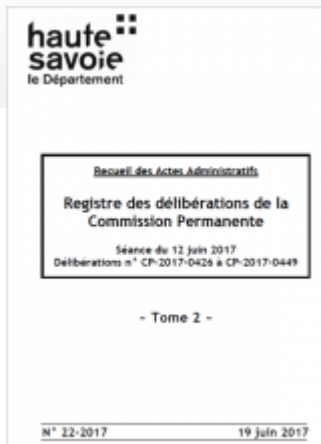 haute
savoie
le Département
Recueil des Actes Administratifs
Registre des délibérations de la
Commission Permanente
Séance du 12 juin 2017
Délibérations n° CP-2017-0426 à CP-2017-0449
- Tome 2 -
N° 22-2017 19 juin 2017